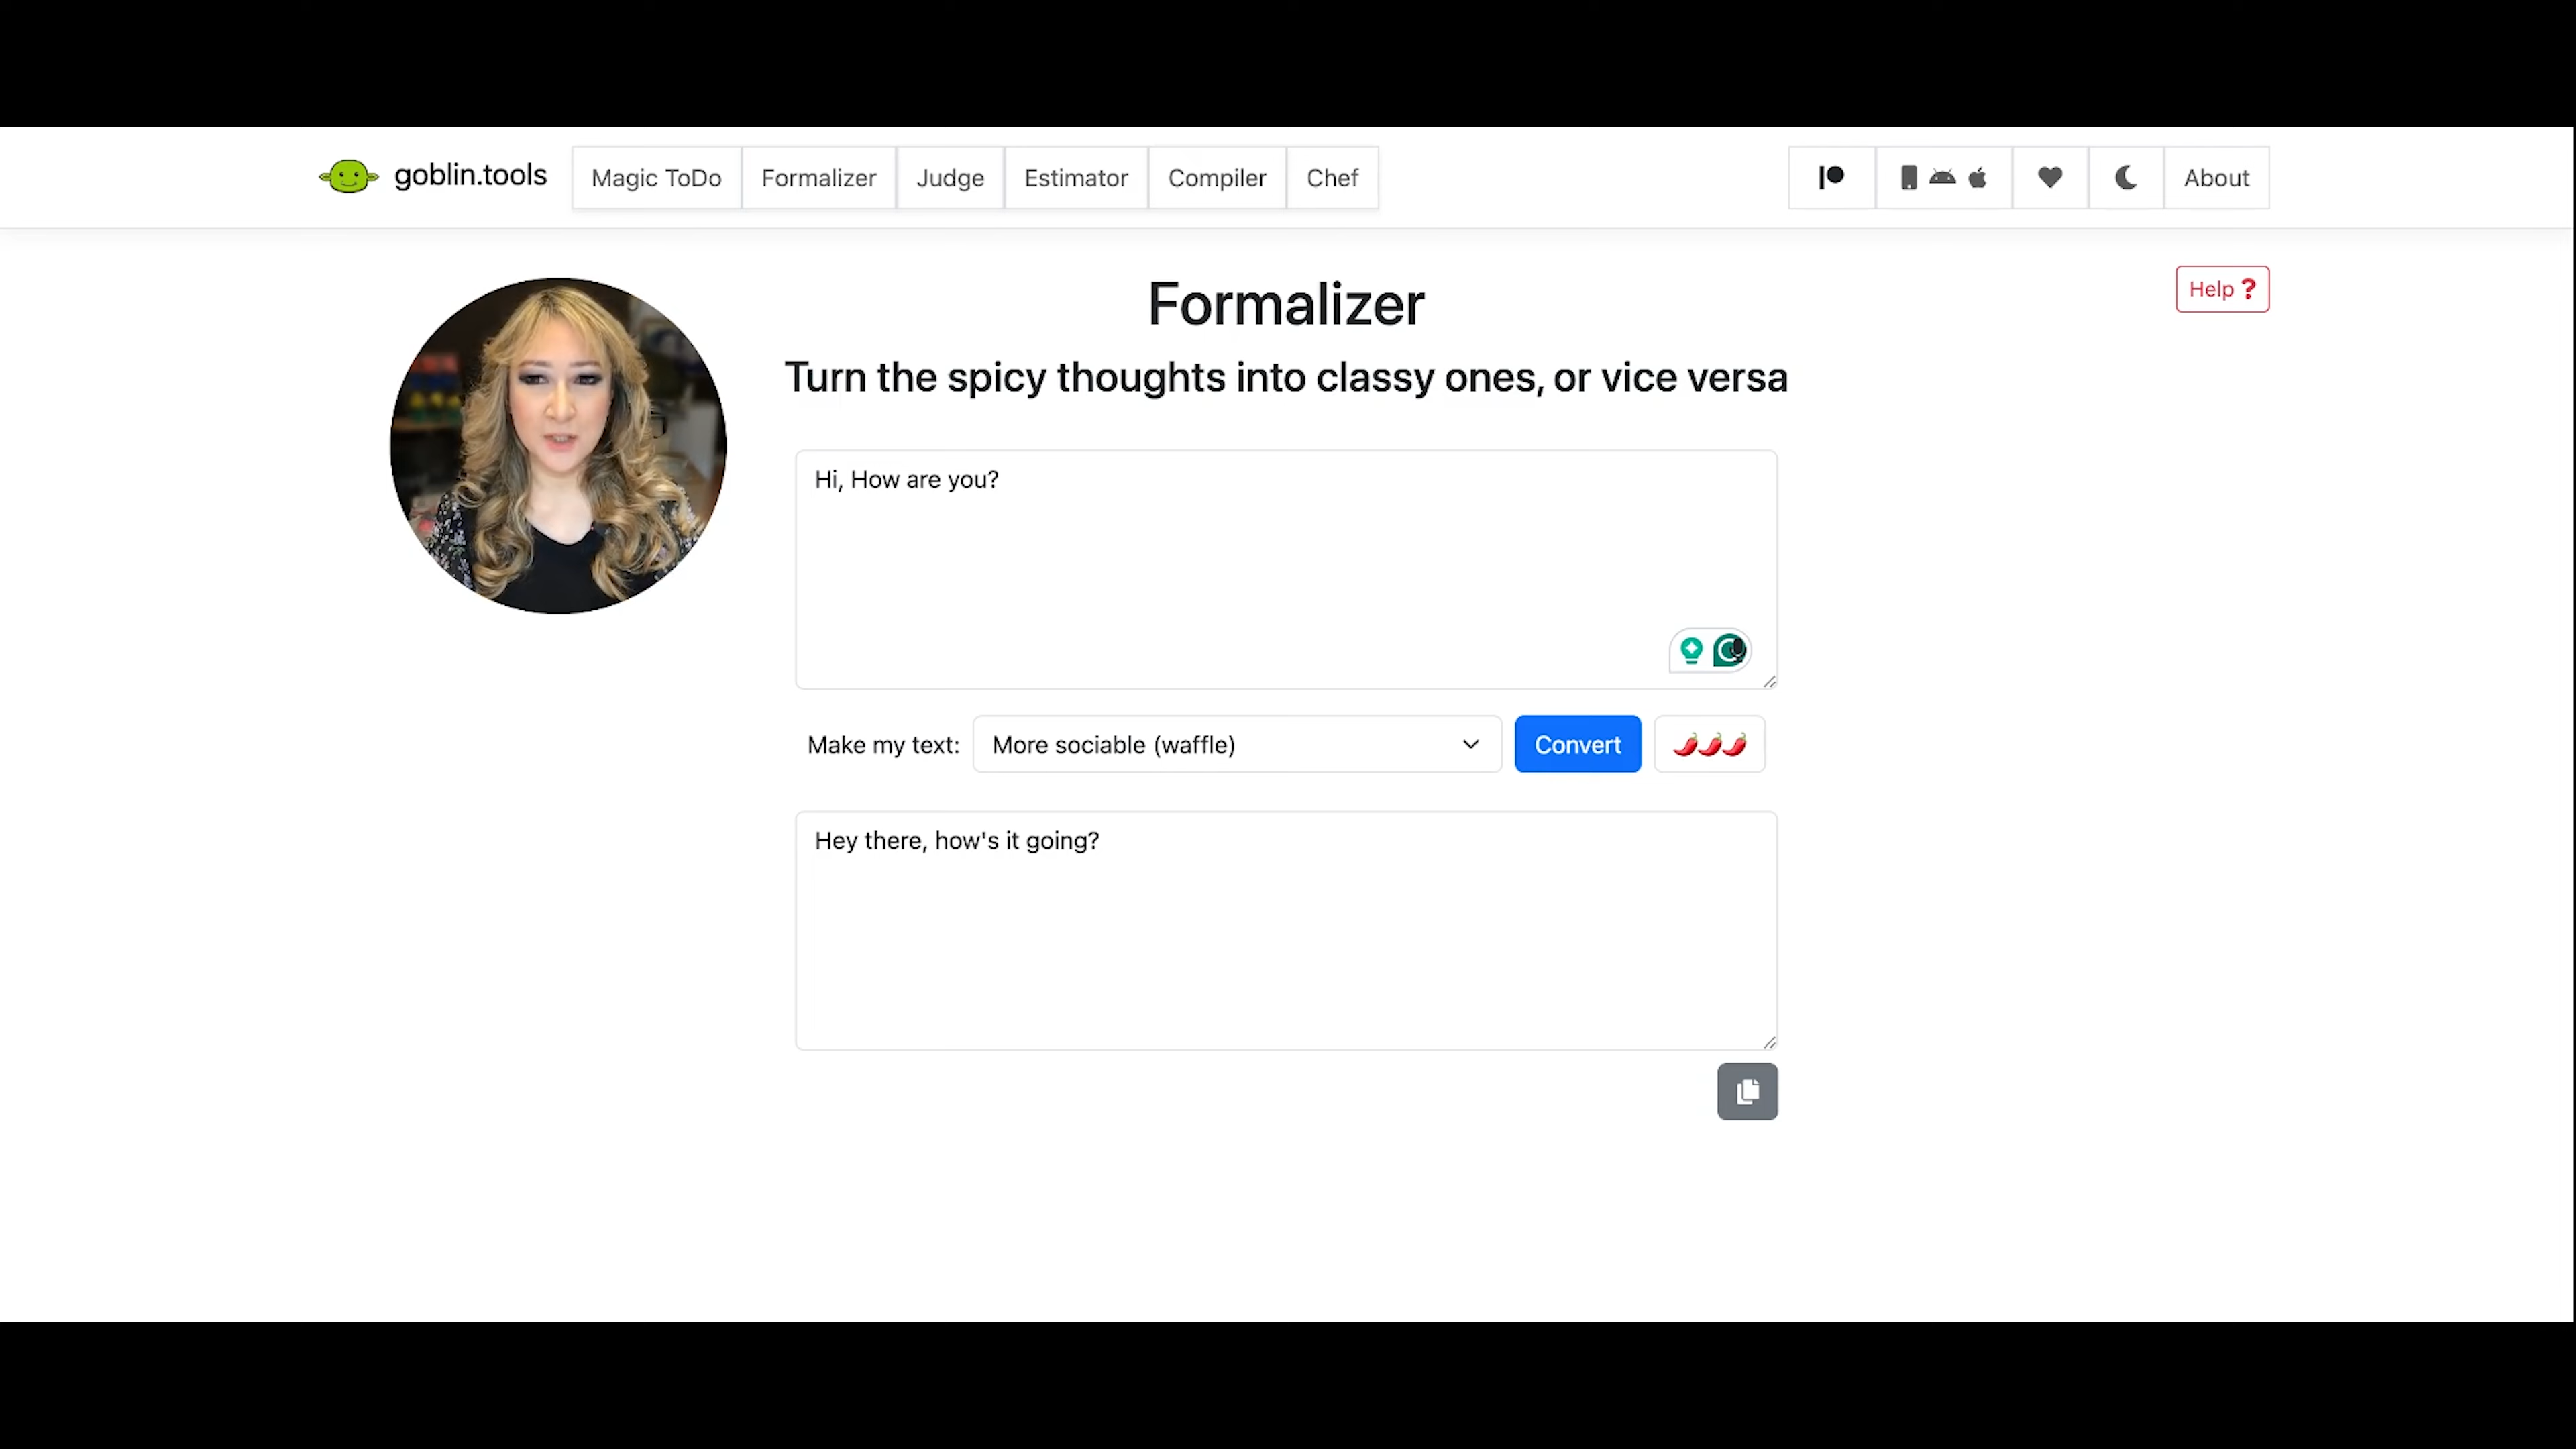 goblin.tools Magic ToDo Formalizer Judge Estimator Compiler Chef About
Help ?
Formalizer
Turn the spicy thoughts into classy ones, or vice versa
Hi, How are you?
Make my text: More sociable (waffle) Convert
Hey there, how's it going?